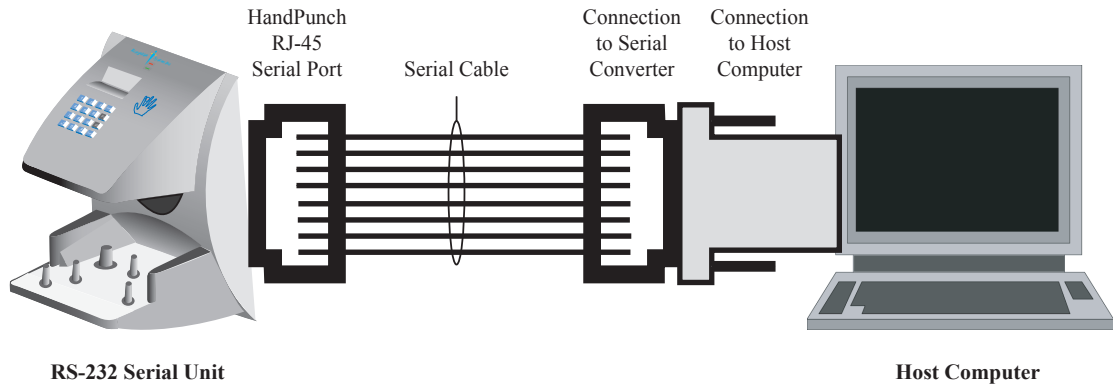 HandPunch
RJ-45
Serial Port
Serial Cable
Connection
to Serial
Converter
Connection
to Host
Computer
RS-232 Serial Unit
Host Computer